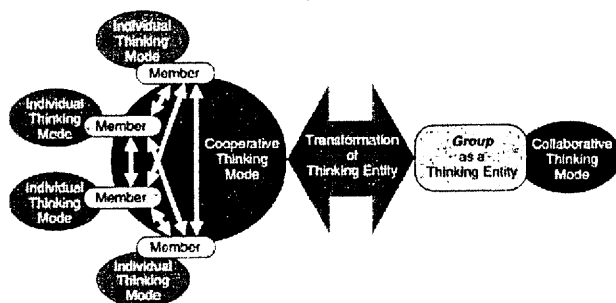 Individual
Thinking
Mode
Member
Individual
Thinking
Mode
Member
Individual
Thinking
Mode
Member
Member
Individual
Thinking
Mode
Cooperative
Thinking
Mode
Transformation
of
Thinking Entity
Group
as a
Thinking Entity
Collaborative
Thinking
Mode